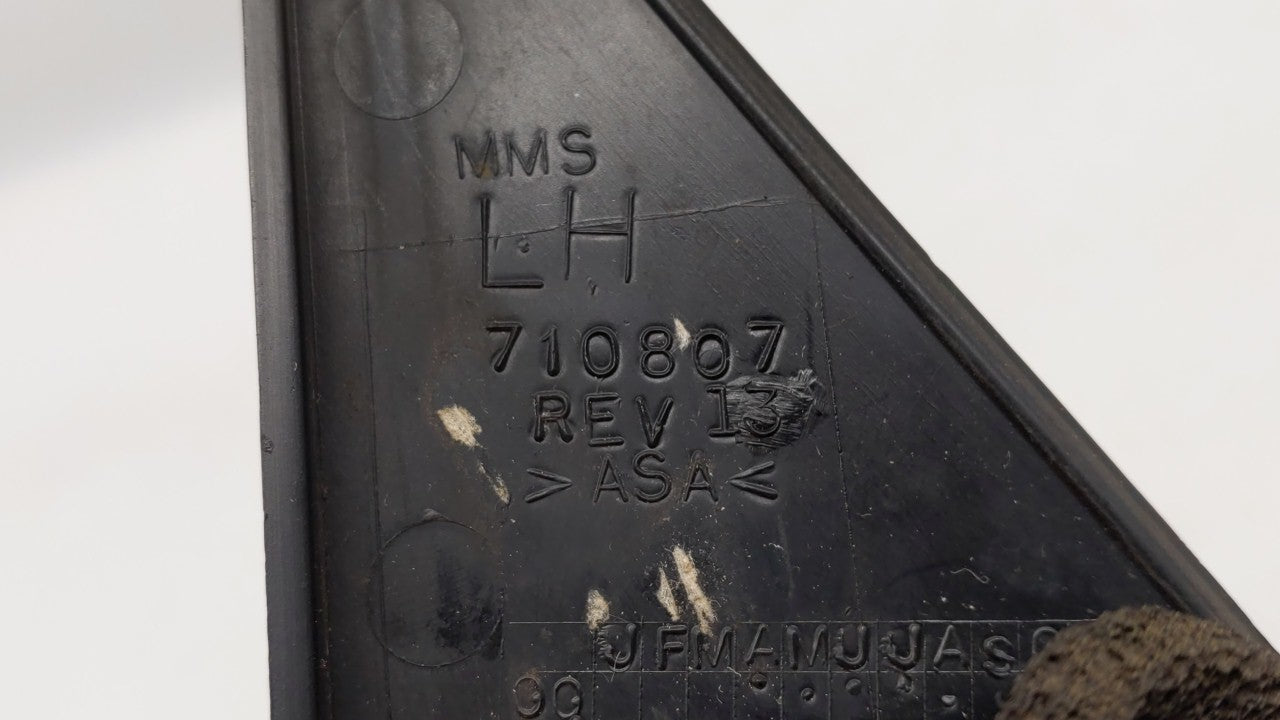 MMS
LH
710807
REV 13
>ASA<
JFMAMJJAS